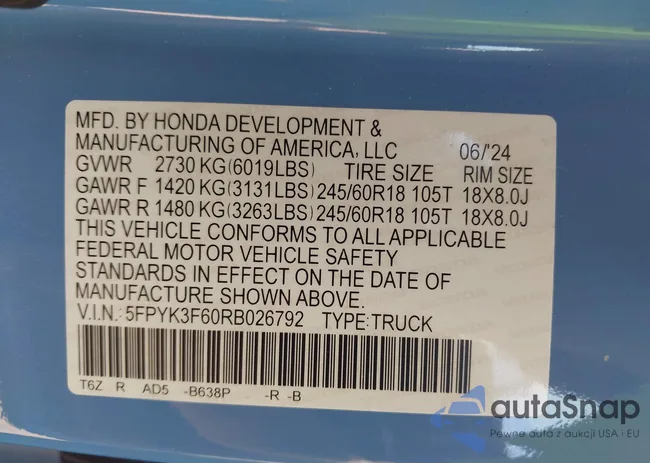 MFD. BY HONDA DEVELOPMENT &
MANUFACTURING OF AMERICA, LLC 06/'24
GVWR 2730 KG(6019LBS) TIRE SIZE RIM SIZE
GAWR F 1420 KG(3131LBS) 245/60R18 105T 18X8.0J
GAWR R 1480 KG(3263LBS) 245/60R18 105T 18X8.0J
THIS VEHICLE CONFORMS TO ALL APPLICABLE
FEDERAL MOTOR VEHICLE SAFETY
STANDARDS IN EFFECT ON THE DATE OF
MANUFACTURE SHOWN ABOVE.
V.I.N.: 5FPYK3F60RB026792 TYPE:TRUCK
T6Z R AD5 -B638P -R -B
autoSnap
Pewne auta z aukcji USA i EU